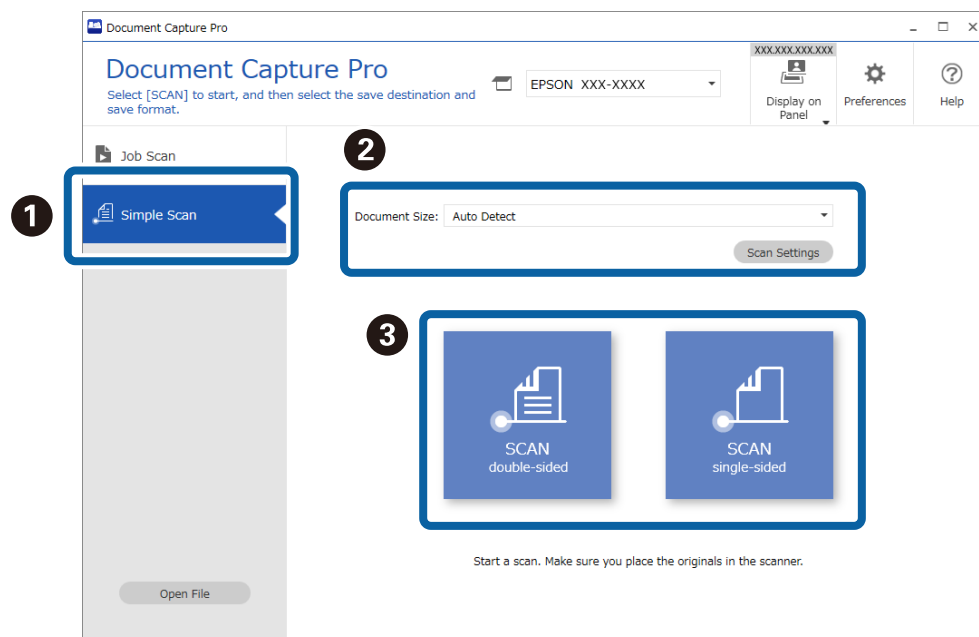 Document Capture Pro
Document Capture Pro
Select [SCAN] to start, and then select the save destination and
save format.
EPSON XXX-XXXX
XXX.XXX.XXX.XXX
Display on
Panel
Preferences
Help
Job Scan
1
Simple Scan
2
Document Size: Auto Detect
Scan Settings
3
SCAN
double-sided
SCAN
single-sided
Start a scan. Make sure you place the originals in the scanner.
Open File